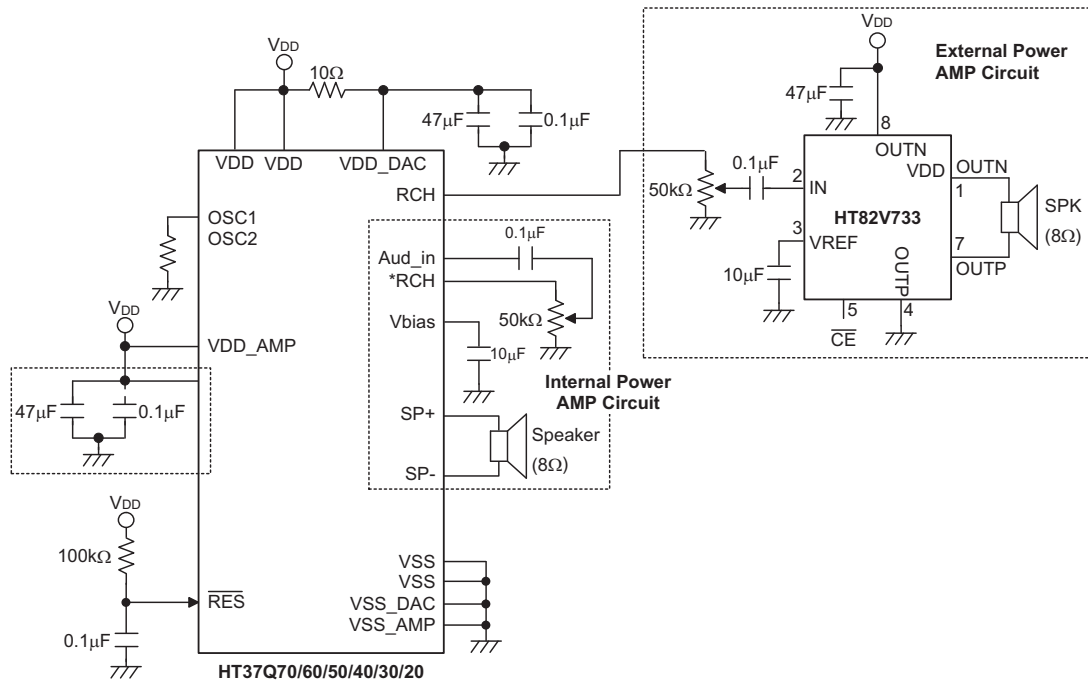 VDD
10Ω
47μF
0.1μF
VDD
VDD
VDD_DAC
RCH
OSC1
OSC2
VDD
VDD_AMP
47μF
0.1μF
VDD
100kΩ
RES
0.1μF
Aud_in
*RCH
Vbias
0.1μF
50kΩ
10μF
Internal Power
AMP Circuit
SP+
SP-
Speaker
(8Ω)
VSS
VSS
VSS_DAC
VSS_AMP
HT37Q70/60/50/40/30/20
External Power
AMP Circuit
VDD
47μF
8
OUTN
VDD
0.1μF
50kΩ
2
IN
HT82V733
3
VREF
10μF
OUTP
5
CE
4
OUTN
1
7
OUTP
SPK
(8Ω)